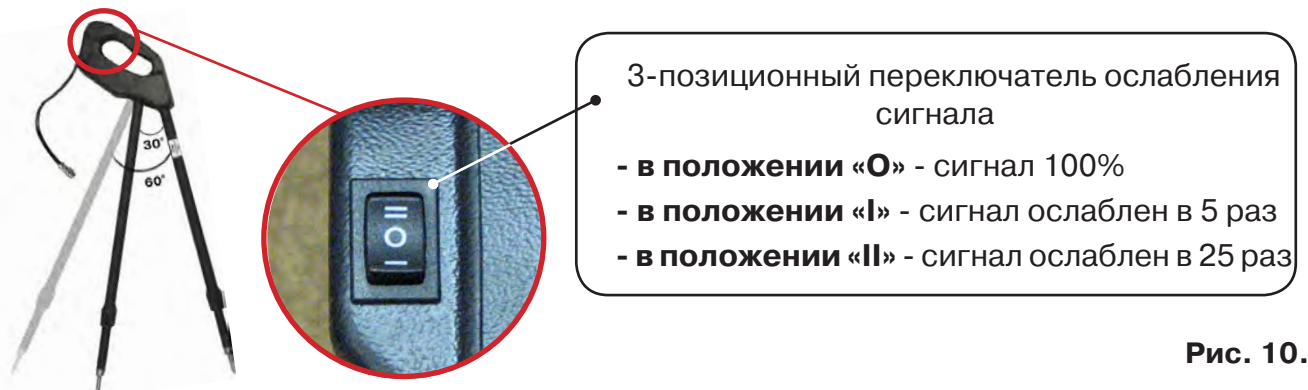 30°
60°
II
O
I
3-позиционный переключатель ослабления
сигнала
- в положении «O» - сигнал 100%
- в положении «I» - сигнал ослаблен в 5 раз
- в положении «II» - сигнал ослаблен в 25 раз
Рис. 10.